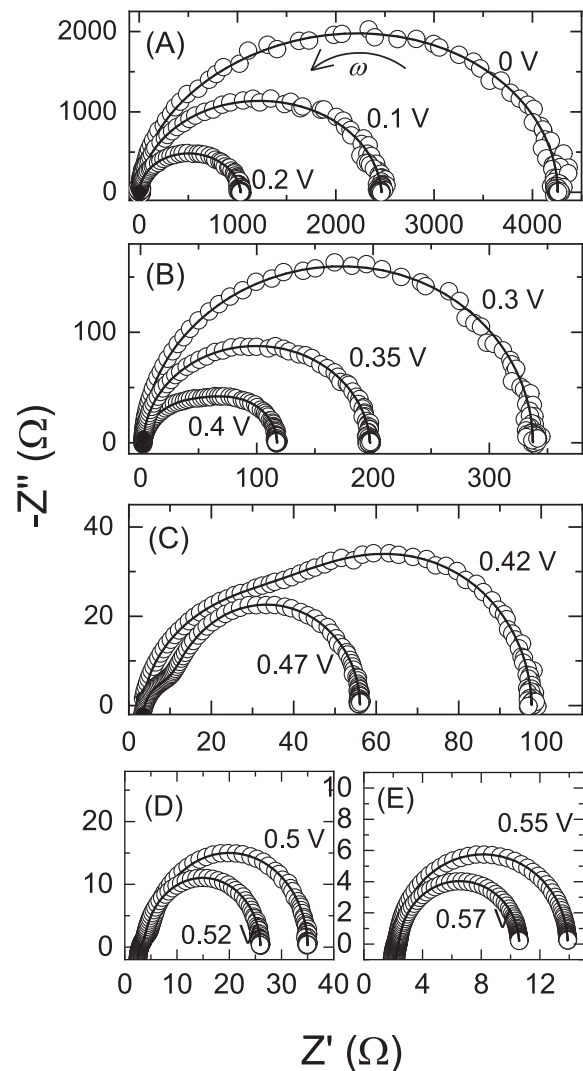 (A)
2000
1000
0
ω
0 V
0.1 V
0.2 V
0 1000 2000 3000 4000
(B)
100
0
0.3 V
0.35 V
0.4 V
0 100 200 300
-Z'' (Ω)
(C)
40
20
0
0.42 V
0.47 V
0 20 40 60 80 100
(D)
20
10
0
0.5 V
0.52 V
0 10 20 30 40
(E)
10
8
6
4
2
0
0.55 V
0.57 V
4 8 12
Z' (Ω)